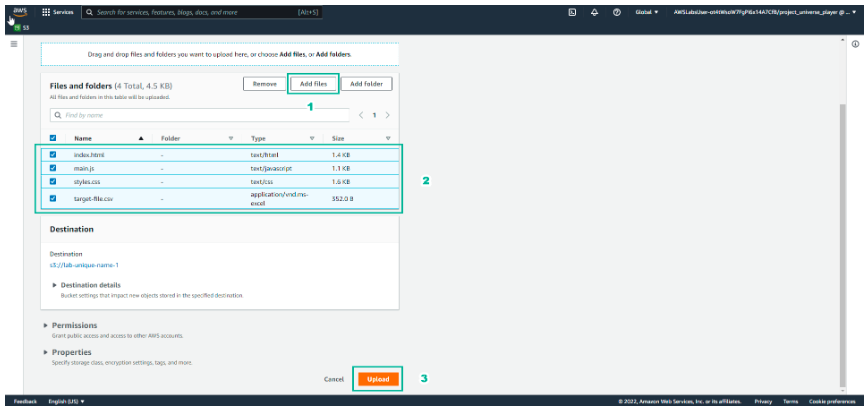 aws
Services
Search for services, features, blogs, docs, and more
[Alt+S]
Global
S3
Drag and drop files and folders you want to upload here, or choose Add files, or Add folders.
Files and folders (4 Total, 4.5 KB)
Remove
Add files
Add folder
All files and folders in this table will be uploaded.
1
Find by name
< 1 >
Name
Folder
Type
Size
index.html
-
text/html
1.4 KB
main.js
-
text/javascript
1.1 KB
styles.css
-
text/css
1.6 KB
2
target-file.csv
-
application/vnd.ms-
excel
352.0 B
Destination
Destination
s3://lab-unique-name-1
Destination details
Bucket settings that impact new objects stored in the specified destination
Permissions
Grant public access and access to other AWS accounts.
Properties
Specify storage class, encryption settings, tags, and more.
Cancel
Upload
3
Feedback
English (US)
© 2022, Amazon Web Services, Inc. or its affiliates.
Privacy
Terms
Cookie preferences